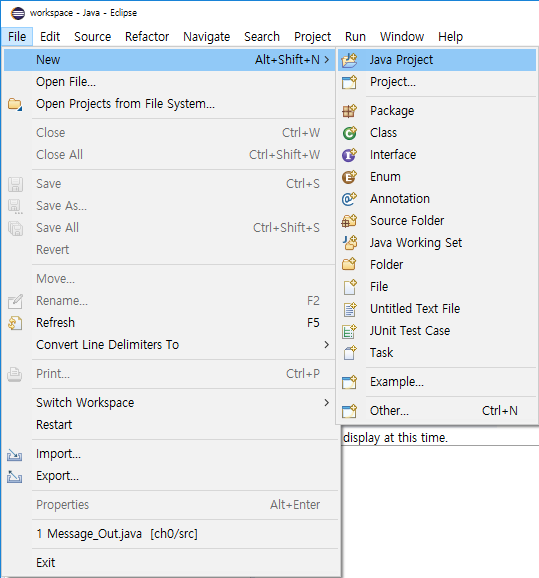 workspace - Java - Eclipse
File Edit Source Refactor Navigate Search Project Run Window Help
New Alt+Shift+N >
Open File...
Open Projects from File System...
Close Ctrl+W
Close All Ctrl+Shift+W
Save Ctrl+S
Save As...
Save All Ctrl+Shift+S
Revert
Move...
Rename... F2
Refresh F5
Convert Line Delimiters To >
Print... Ctrl+P
Switch Workspace >
Restart
Import...
Export...
Properties Alt+Enter
1 Message_Out.java [ch0/src]
Exit
Java Project
Project...
Package
Class
Interface
Enum
Annotation
Source Folder
Java Working Set
Folder
File
Untitled Text File
JUnit Test Case
Task
Example...
Other... Ctrl+N
display at this time.